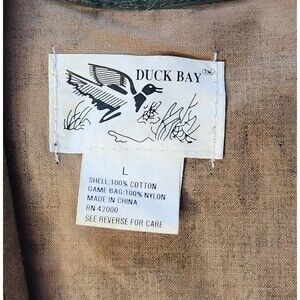 DUCK BAY™
L
SHELL:100% COTTON
GAME BAG:100% NYLON
MADE IN CHINA
RN 42000
SEE REVERSE FOR CARE